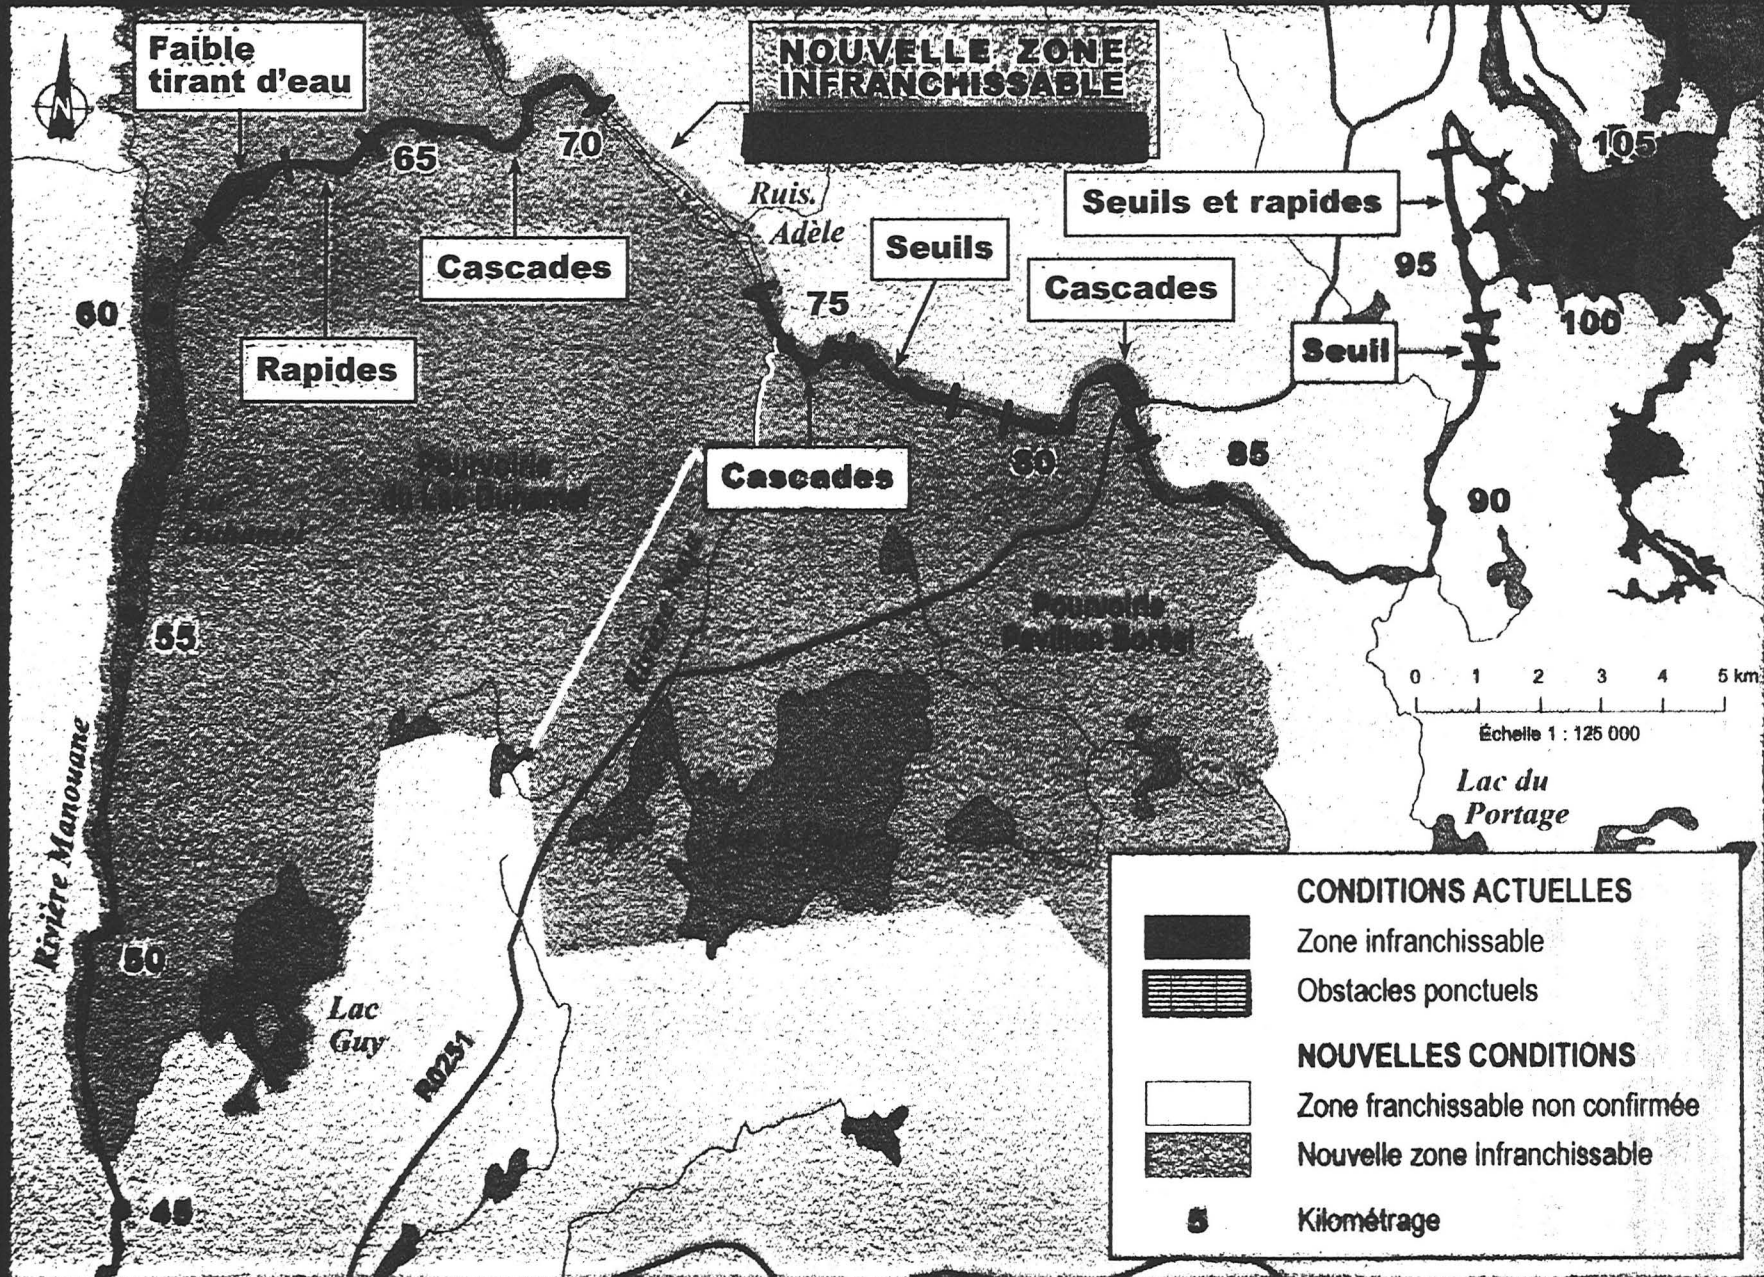 N
Faible
tirant d'eau
NOUVELLE ZONE
INFRANCHISSABLE
65
70
105
Ruis.
Adèle
Seuils et rapides
Seuils
Cascades
95
Cascades
60
75
100
Rapides
Seuil
Cascades
80
85
90
55
Pourvoirie
0 1 2 3 4 5 km
Échelle 1 : 125 000
Rivière Manouane
Lac du
Portage
50
Lac
Guy
R0251
45
CONDITIONS ACTUELLES
Zone infranchissable
Obstacles ponctuels
NOUVELLES CONDITIONS
Zone franchissable non confirmée
Nouvelle zone infranchissable
5 Kilométrage